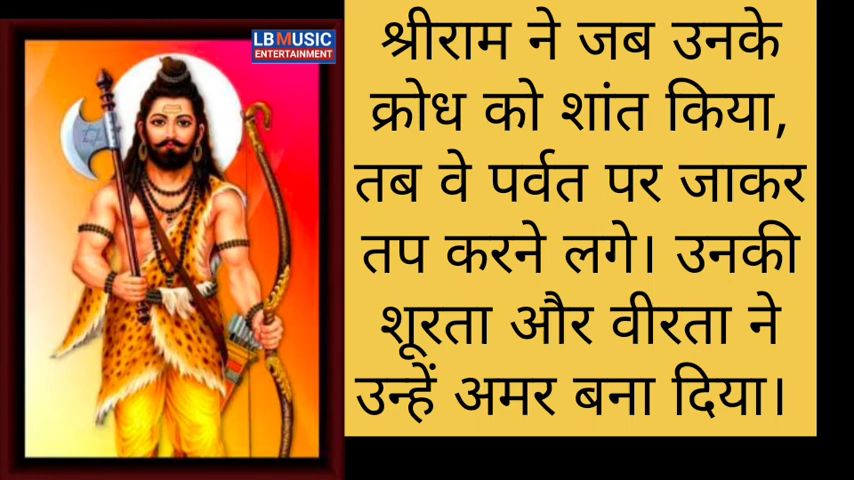 LB MUSIC
ENTERTAINMENT
श्रीराम ने जब उनके
क्रोध को शांत किया,
तब वे पर्वत पर जाकर
तप करने लगे। उनकी
शूरता और वीरता ने
उन्हें अमर बना दिया।